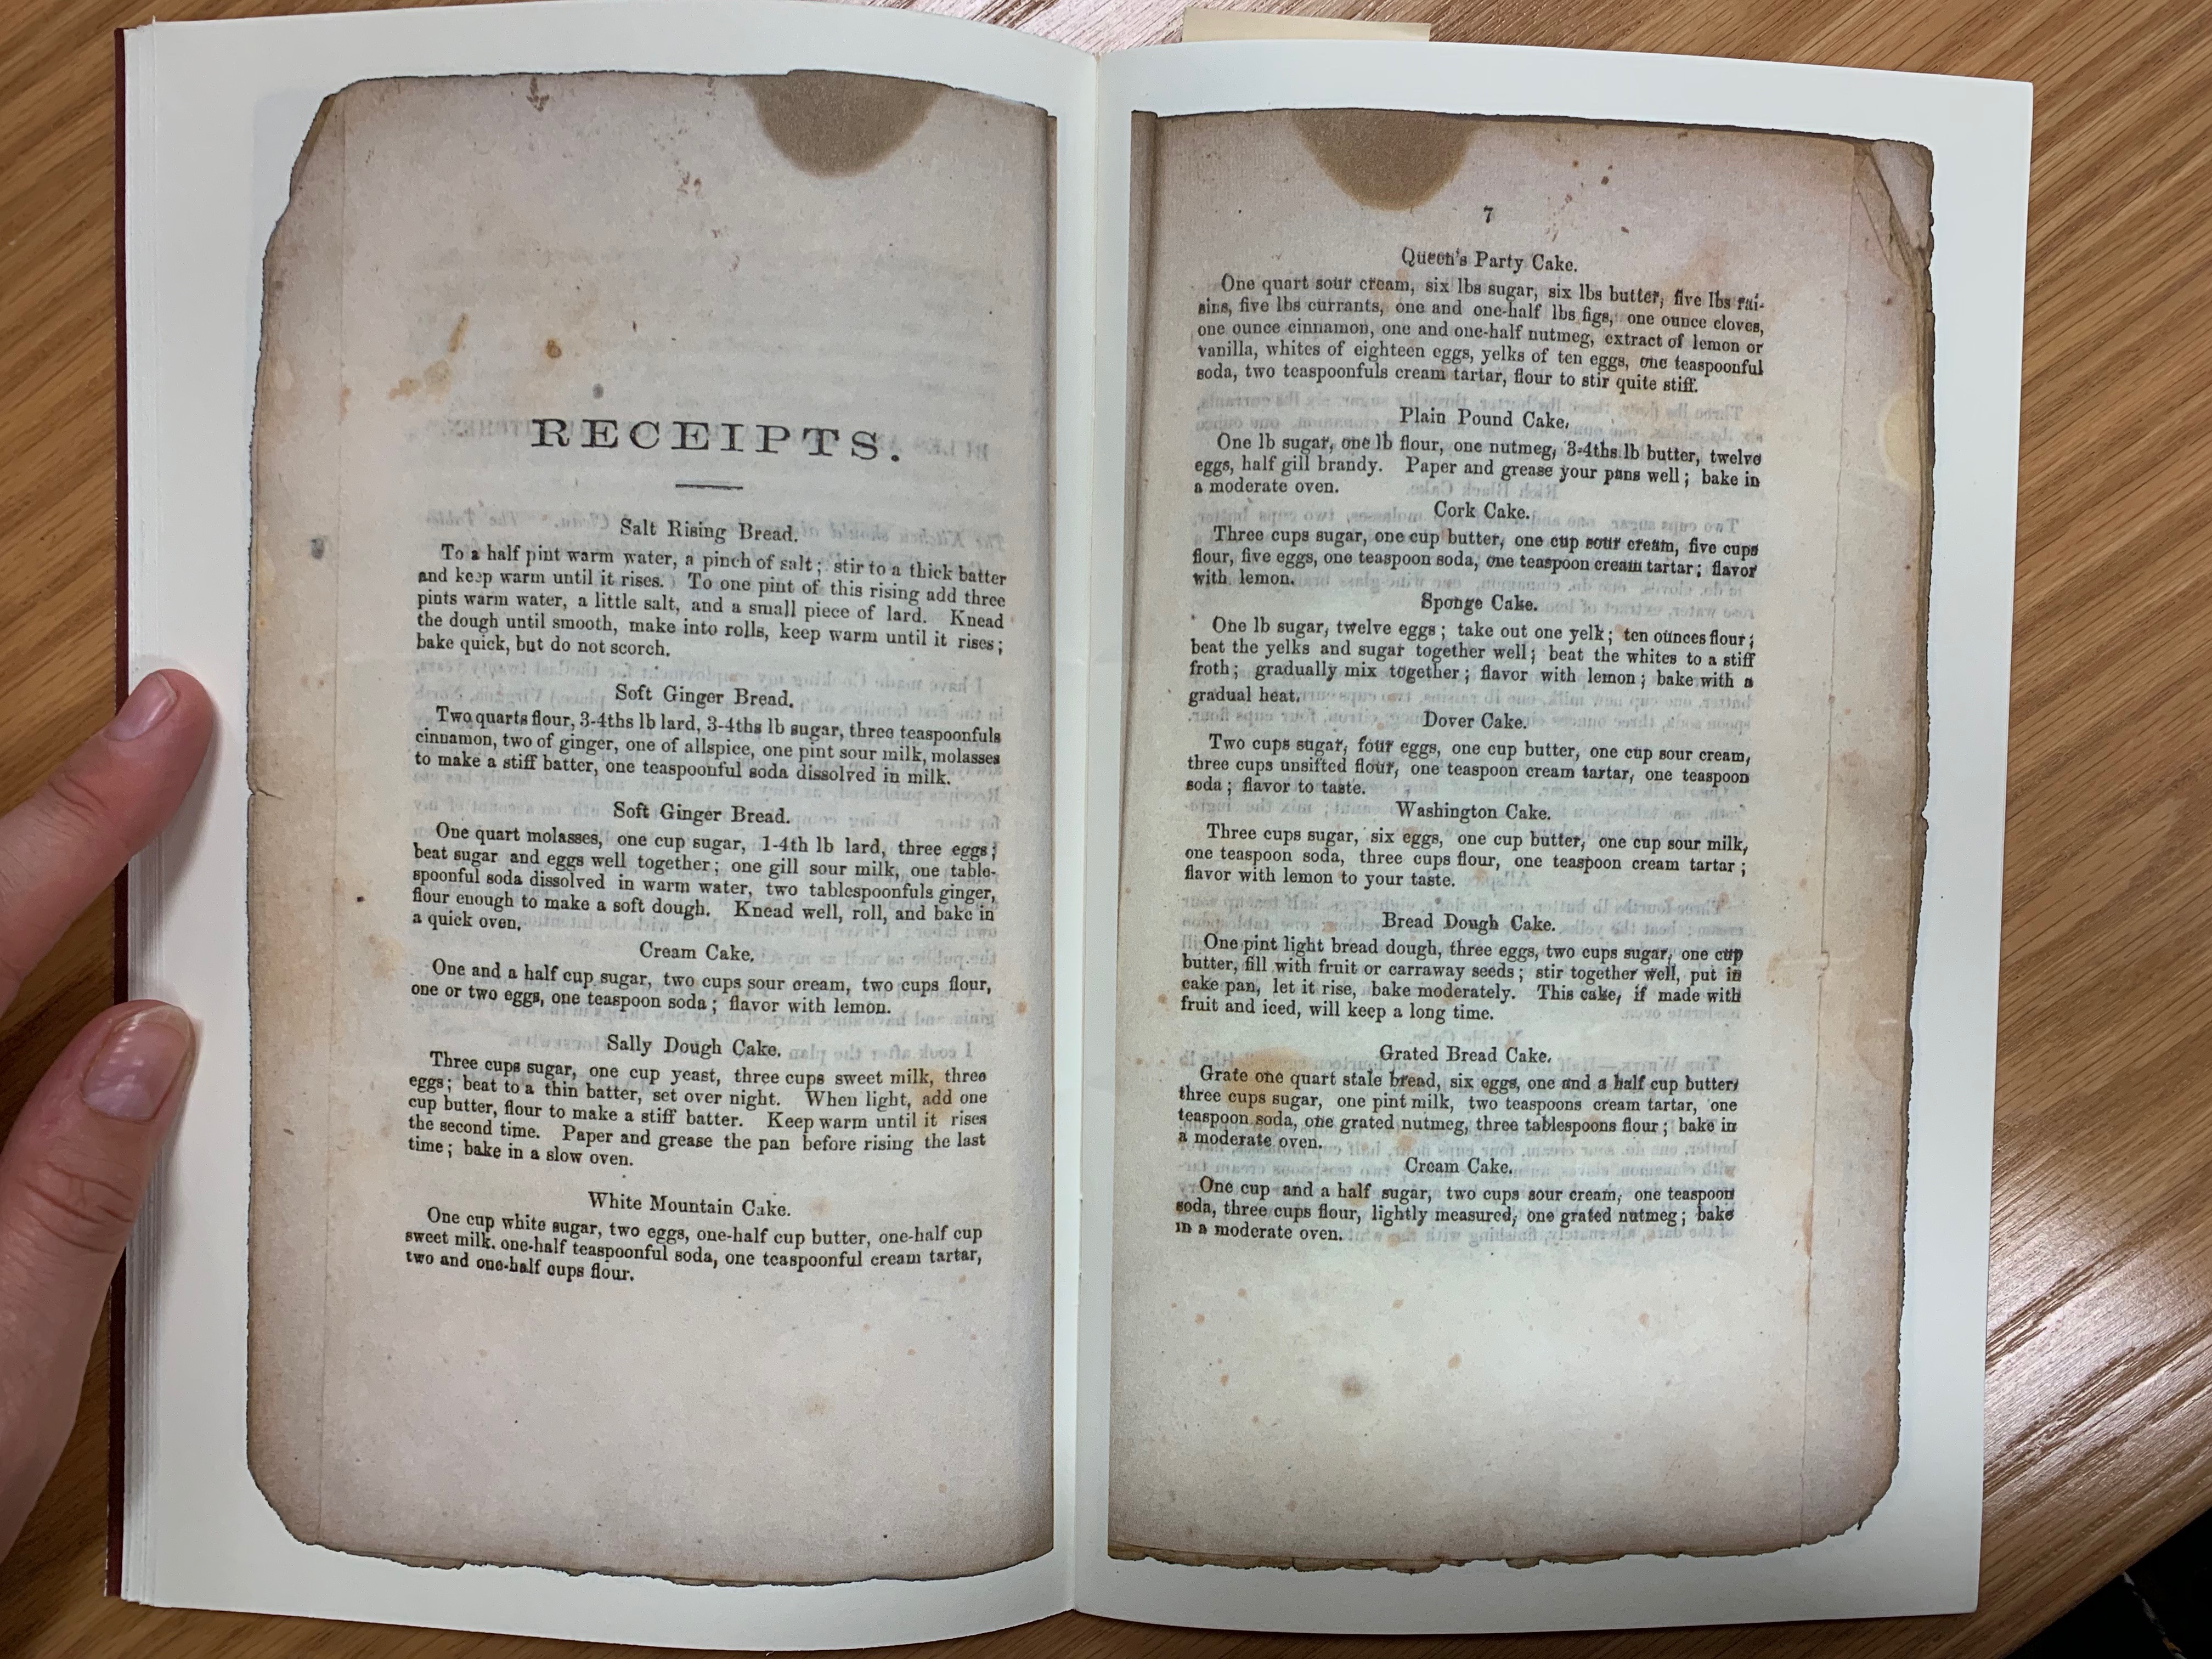 RECEIPTS.
Salt Rising Bread.
To a half pint warm water, a pinch of salt; stir to a thick batter
and keep warm until it rises. To one pint of this rising add three
pints warm water, a little salt, and a small piece of lard. Knead
the dough until smooth, make into rolls, keep warm until it rises;
bake quick, but do not scorch.
Soft Ginger Bread.
Two quarts flour, 3-4ths lb lard, 3-4ths lb sugar, three teaspoonfuls
cinnamon, two of ginger, one of allspice, one pint sour milk, molasses
to make a stiff batter, one teaspoonful soda dissolved in milk.
Soft Ginger Bread.
One quart molasses, one cup sugar, 1-4th lb lard, three eggs;
beat sugar and eggs well together; one gill sour milk, one table-
spoonful soda dissolved in warm water, two tablespoonfuls ginger,
flour enough to make a soft dough. Knead well, roll, and bake in
a quick oven.
Cream Cake.
One and a half cup sugar, two cups sour cream, two cups flour,
one or two eggs, one teaspoon soda; flavor with lemon.
Sally Dough Cake.
Three cups sugar, one cup yeast, three cups sweet milk, three
eggs; beat to a thin batter, set over night. When light, add one
cup butter, flour to make a stiff batter. Keep warm until it rises
the second time. Paper and grease the pan before rising the last
time; bake in a slow oven.
White Mountain Cake.
One cup white sugar, two eggs, one-half cup butter, one-half cup
sweet milk. one-half teaspoonful soda, one teaspoonful cream tartar,
two and one-half cups flour.
7
Queen's Party Cake.
One quart sour cream, six lbs sugar, six lbs butter, five lbs rai-
sins, five lbs currants, one and one-half lbs figs, one ounce cloves,
one ounce cinnamon, one and one-half nutmeg, extract of lemon or
vanilla, whites of eighteen eggs, yelks of ten eggs, one teaspoonful
soda, two teaspoonfuls cream tartar, flour to stir quite stiff.
Plain Pound Cake.
One lb sugar, one lb flour, one nutmeg, 3-4ths lb butter, twelve
eggs, half gill brandy. Paper and grease your pans well; bake in
a moderate oven.
Cork Cake.
Three cups sugar, one cup butter, one cup sour cream, five cups
flour, five eggs, one teaspoon soda, one teaspoon cream tartar; flavor
with lemon.
Sponge Cake.
One lb sugar, twelve eggs; take out one yelk; ten ounces flour;
beat the yelks and sugar together well; beat the whites to a stiff
froth; gradually mix together; flavor with lemon; bake with a
gradual heat.
Dover Cake.
Two cups sugar, four eggs, one cup butter, one cup sour cream,
three cups unsifted flour, one teaspoon cream tartar, one teaspoon
soda; flavor to taste.
Washington Cake.
Three cups sugar, six eggs, one cup butter, one cup sour milk,
one teaspoon soda, three cups flour, one teaspoon cream tartar;
flavor with lemon to your taste.
Bread Dough Cake.
One pint light bread dough, three eggs, two cups sugar, one cup
butter, fill with fruit or carraway seeds; stir together well, put in
cake pan, let it rise, bake moderately. This cake, if made with
fruit and iced, will keep a long time.
Grated Bread Cake.
Grate one quart stale bread, six eggs, one and a half cup butter,
three cups sugar, one pint milk, two teaspoons cream tartar, one
teaspoon soda, one grated nutmeg, three tablespoons flour; bake in
a moderate oven.
Cream Cake.
One cup and a half sugar, two cups sour cream, one teaspoon
soda, three cups flour, lightly measured, one grated nutmeg; bake
in a moderate oven.